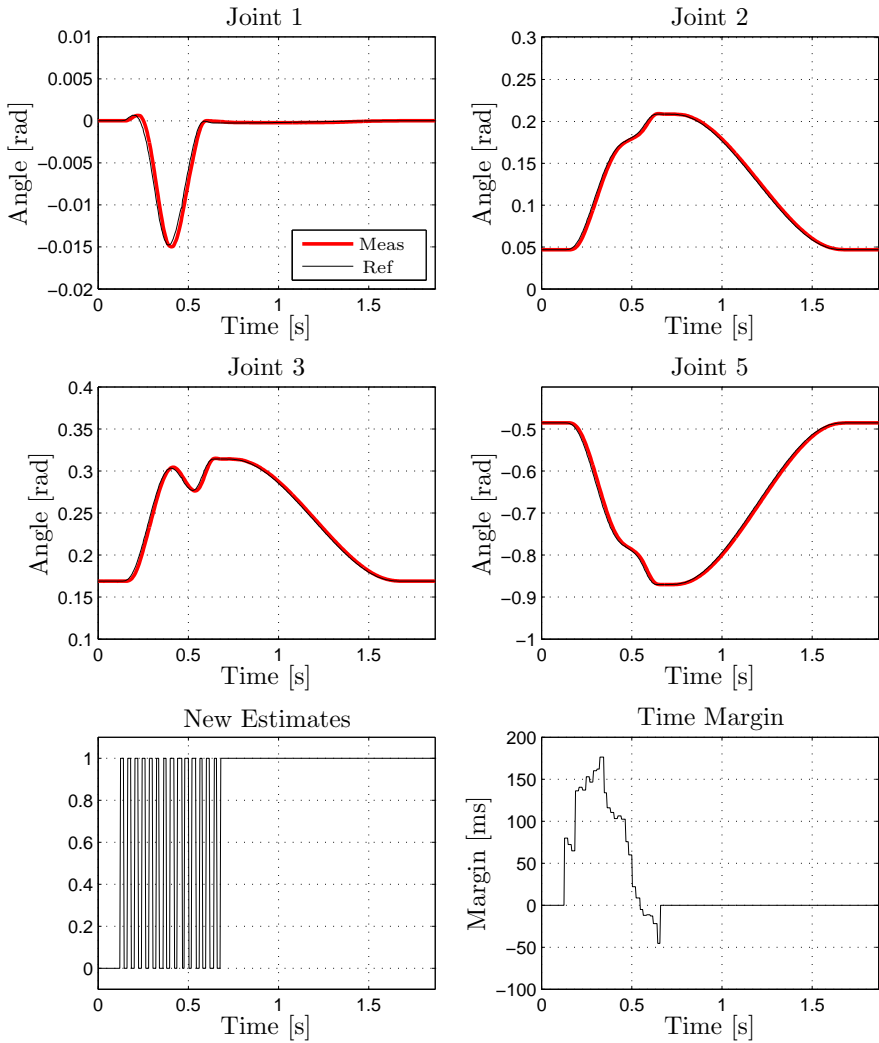 Joint 1
0.01
0.005
0
−0.005
−0.01
−0.015
−0.02
Angle [rad]
Meas
Ref
0 0.5 1 1.5
Time [s]
Joint 2
0.3
0.25
0.2
0.15
0.1
0.05
0
Angle [rad]
0 0.5 1 1.5
Time [s]
Joint 3
0.4
0.35
0.3
0.25
0.2
0.15
0.1
Angle [rad]
0 0.5 1 1.5
Time [s]
Joint 5
−0.5
−0.6
−0.7
−0.8
−0.9
−1
Angle [rad]
0 0.5 1 1.5
Time [s]
New Estimates
1
0.8
0.6
0.4
0.2
0
0 0.5 1 1.5
Time [s]
Time Margin
200
150
100
50
0
−50
−100
Margin [ms]
0 0.5 1 1.5
Time [s]